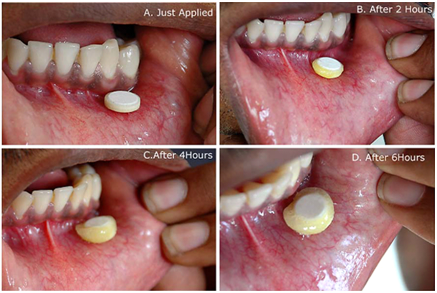 A. Just Applied
B. After 2 Hours
C.After 4Hours
D. After 6Hours